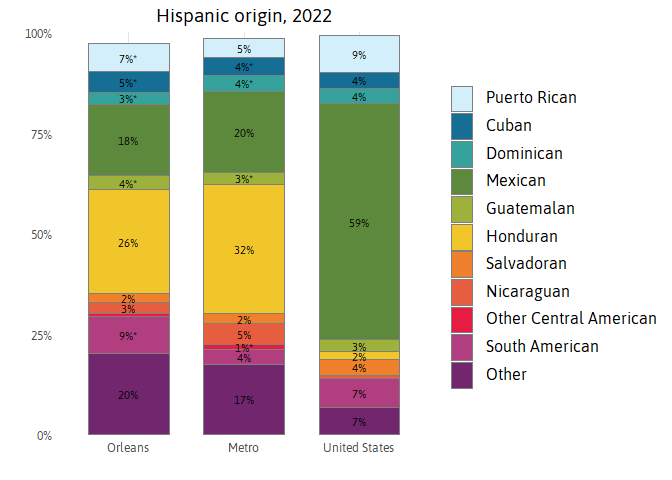 Hispanic origin, 2022
100%
75%
50%
25%
0%
7%*
5%*
3%*
18%
4%*
26%
2%
3%
9%*
20%
5%
4%*
4%*
20%
3%*
32%
2%
5%
1%*
4%
17%
9%
4%
4%
59%
3%
2%
4%
7%
7%
Orleans
Metro
United States
Puerto Rican
Cuban
Dominican
Mexican
Guatemalan
Honduran
Salvadoran
Nicaraguan
Other Central American
South American
Other